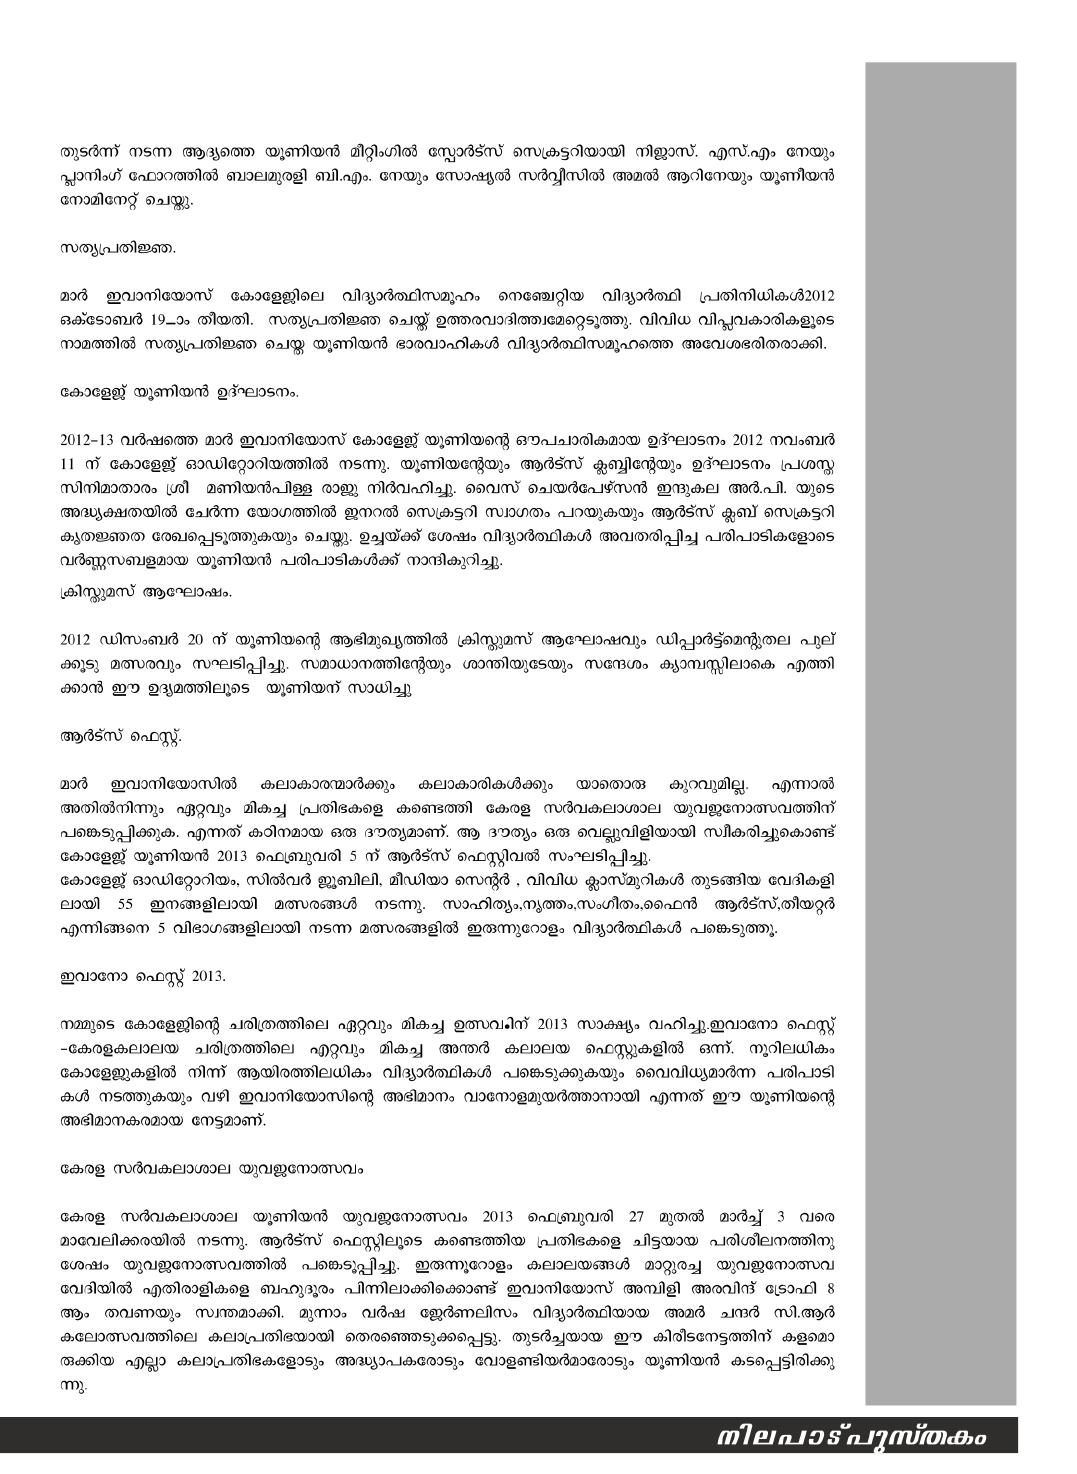 തുടർന്ന് നടന്ന ആദ്യത്തെ യൂണിയൻ മീറ്റിംഗിൽ സ്പോർട്സ് സെക്രട്ടറിയായി നിജാസ്. എസ്.എം നേയും
പ്ലാനിംഗ് ഫോറത്തിൽ ബാലമുരളി ബി.എം. നേയും സോഷ്യൽ സർവ്വീസിൽ അമൽ ആറിനേയും യൂണീയൻ
നോമിനേറ്റ് ചെയ്തു.
സത്യപ്രതിജ്ഞ.
മാർ ഇവാനിയോസ് കോളേജിലെ വിദ്യാർത്ഥിസമൂഹം നെഞ്ചേറ്റിയ വിദ്യാർത്ഥി പ്രതിനിധികൾ2012
ഒക്ടോബർ 19-ാം തീയതി. സത്യപ്രതിജ്ഞ ചെയ്ത് ഉത്തരവാദിത്ത്വമേറ്റെടൂത്തു. വിവിധ വിപ്ലവകാരികളൂടെ
നാമത്തിൽ സത്യപ്രതിജ്ഞ ചെയ്ത യൂണിയൻ ഭാരവാഹികൾ വിദ്യാർത്ഥിസമൂഹത്തെ അവേശഭരിതരാക്കി.
കോളേജ് യൂണിയൻ ഉദ്ഘാടനം.
2012-13 വർഷത്തെ മാർ ഇവാനിയോസ് കോളേജ് യൂണിയന്റെ ഔപചാരികമായ ഉദ്ഘാടനം 2012 നവംബർ
11 ന് കോളേജ് ഓഡിറ്റോറിയത്തിൽ നടന്നു. യൂണിയന്റേയും ആർട്സ് ക്ലബ്ബിന്റേയും ഉദ്ഘാടനം പ്രശസ്ത
സിനിമാതാരം ശ്രീ മണിയൻപിള്ള രാജു നിർവഹിച്ചു. വൈസ് ചെയർപേഴ്സൻ ഇന്ദുകല അർ.പി. യുടെ
അദ്ധ്യക്ഷതയിൽ ചേർന്ന യോഗത്തിൽ ജനറൽ സെക്രട്ടറി സ്വാഗതം പറയുകയും ആർട്സ് ക്ലബ് സെക്രട്ടറി
കൃതജ്ഞത രേഖപ്പെടൂത്തുകയും ചെയ്തു. ഉച്ചയ്ക്ക് ശേഷം വിദ്യാർത്ഥികൾ അവതരിപ്പിച്ച പരിപാടികളോടെ
വർണ്ണസബളമായ യൂണിയൻ പരിപാടികൾക്ക് നാന്ദികുറിച്ചു.
ക്രിസ്തുമസ് ആഘോഷം.
2012 ഡിസംബർ 20 ന് യൂണിയന്റെ ആഭിമുഖ്യത്തിൽ ക്രിസ്തുമസ് ആഘോഷവും ഡിപ്പാർട്ട്മെന്റുതല പുല്
ക്കൂടു മത്സരവും സഘടിപ്പിച്ചു. സമാധാനത്തിന്റേയും ശാന്തിയുടേയും സന്ദേശം ക്യാമ്പസ്സിലാകെ എത്തി
ക്കാൻ ഈ ഉദ്യമത്തിലൂടെ യൂണിയന് സാധിച്ചു
ആർട്സ് ഫെസ്റ്റ്.
മാർ ഇവാനിയോസിൽ കലാകാരന്മാർക്കും കലാകാരികൾക്കും യാതൊരു കുറവുമില്ല. എന്നാൽ
അതിൽനിന്നും ഏറ്റവും മികച്ച പ്രതിഭകളെ കണ്ടെത്തി കേരള സർവകലാശാല യുവജനോത്സവത്തിന്
പങ്കെടുപ്പിക്കുക. എന്നത് കഠിനമായ ഒരു ദൗത്യമാണ്. ആ ദൗത്യം ഒരു വെല്ലുവിളിയായി സ്വീകരിച്ചുകൊണ്ട്
കോളേജ് യൂണിയൻ 2013 ഫെബ്രുവരി 5 ന് ആർട്സ് ഫെസ്റ്റിവൽ സംഘടിപ്പിച്ചു.
കോളേജ് ഓഡിറ്റോറിയം, സിൽവർ ജൂബിലി, മീഡിയാ സെന്റർ , വിവിധ ക്ലാസ്മുറികൾ തുടങ്ങിയ വേദികളി
ലായി 55 ഇനങ്ങളിലായി മത്സരങ്ങൾ നടന്നു. സാഹിത്യം,നൃത്തം,സംഗീതം,ഫൈൻ ആർട്സ്,തീയറ്റർ
എന്നിങ്ങനെ 5 വിഭാഗങ്ങളിലായി നടന്ന മത്സരങ്ങളിൽ ഇരുന്നുറോളം വിദ്യാർത്ഥികൾ പങ്കെടുത്തൂ.
ഇവാനോ ഫെസ്റ്റ് 2013.
നമ്മുടെ കോളേജിന്റെ ചരിത്രത്തിലെ ഏറ്റവും മികച്ച 2013 സാക്ഷ്യം വഹിച്ചു.ഇവാനോ ഫെസ്റ്റ്
-കേരളകലാലയ ചരിത്രത്തിലെ എറ്റവും മികച്ച അന്തർ കലാലയ ഫെസ്റ്റുകളിൽ ഒന്ന്. നൂറിലധികം
കോളേജുകളിൽ നിന്ന് ആയിരത്തിലധികം വിദ്യാർത്ഥികൾ പങ്കെടുക്കുകയും വൈവിധ്യമാർന്ന പരിപാടി
കൾ നടത്തുകയും വഴി ഇവാനിയോസിന്റെ അഭിമാനം വാനോളമുയർത്താനായി എന്നത് ഈ യൂണിയന്റെ
അഭിമാനകരമായ നേട്ടമാണ്.
കേരള സർവകലാശാല യുവജനോത്സവം
കേരള സർവകലാശാല യൂണിയൻ യുവജനോത്സവം 2013 ഫെബ്രുവരി 27 മുതൽ മാർച്ച് 3 വരെ
മാവേലിക്കരയിൽ നടന്നു. ആർട്സ് ഫെസ്റ്റിലൂടെ കണ്ടെത്തിയ പ്രതിഭകളെ ചിട്ടയായ പരിശീലനത്തിനു
ശേഷം യുവജനോത്സവത്തിൽ പങ്കെടൂപ്പിച്ചു. ഇരുന്നൂറോളം കലാലയങ്ങൾ മാറ്റുരച്ച യുവജനോത്സവ
വേദിയിൽ എതിരാളികളെ ബഹുദൂരം പിന്നിലാക്കിക്കൊണ്ട് ഇവാനിയോസ് അമ്പിളി അരവിന്ദ് ട്രോഫി 8
ആം തവണയും സ്വന്തമാക്കി. മുന്നാം വർഷ ജേർണലിസം വിദ്യാർത്ഥിയായ അമർ ചന്ദർ സി.ആർ
കലോത്സവത്തിലെ കലാപ്രതിഭയായി തെരഞ്ഞെടുക്കപ്പെട്ടു. തുടർച്ചയായ ഈ കിരീടനേട്ടത്തിന് കളമൊ
രുക്കിയ എല്ലാ കലാപ്രതിഭകളോടും അദ്ധ്യാപകരോടും വോളണ്ടിയർമാരോടും യൂണിയൻ കടപ്പെട്ടിരിക്കു
ന്നു.
നിലപാട്പുസ്തകം